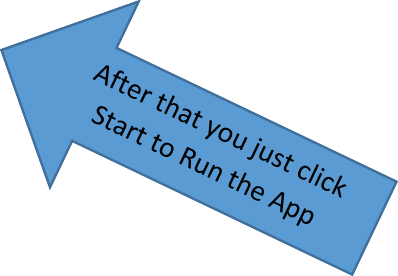 After that you just click
Start to Run the App